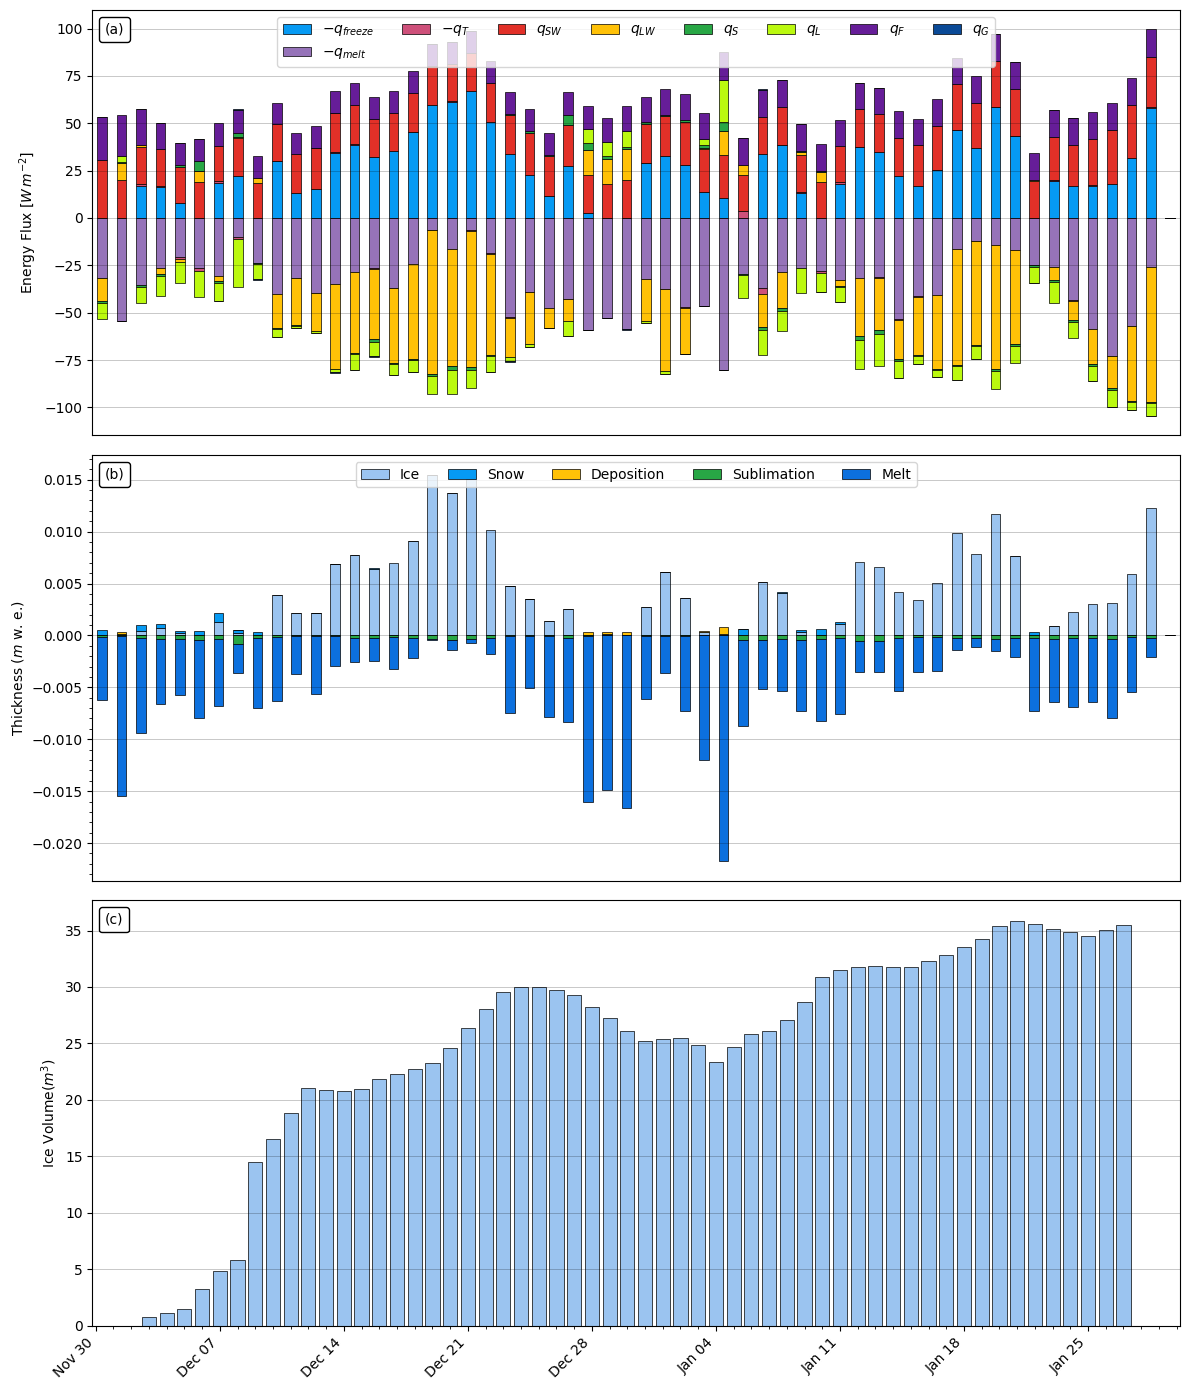 (a)
−q_freeze −q_T q_SW q_LW q_S q_L q_F q_G
−q_melt
100
75
50
25
0
−25
−50
−75
−100
Energy Flux [W m⁻²]
(b)
Ice Snow Deposition Sublimation Melt
0.015
0.010
0.005
0.000
−0.005
−0.010
−0.015
−0.020
Thickness (m w. e.)
(c)
35
30
25
20
15
10
5
0
Ice Volume(m³)
Nov 30 Dec 07 Dec 14 Dec 21 Dec 28 Jan 04 Jan 11 Jan 18 Jan 25